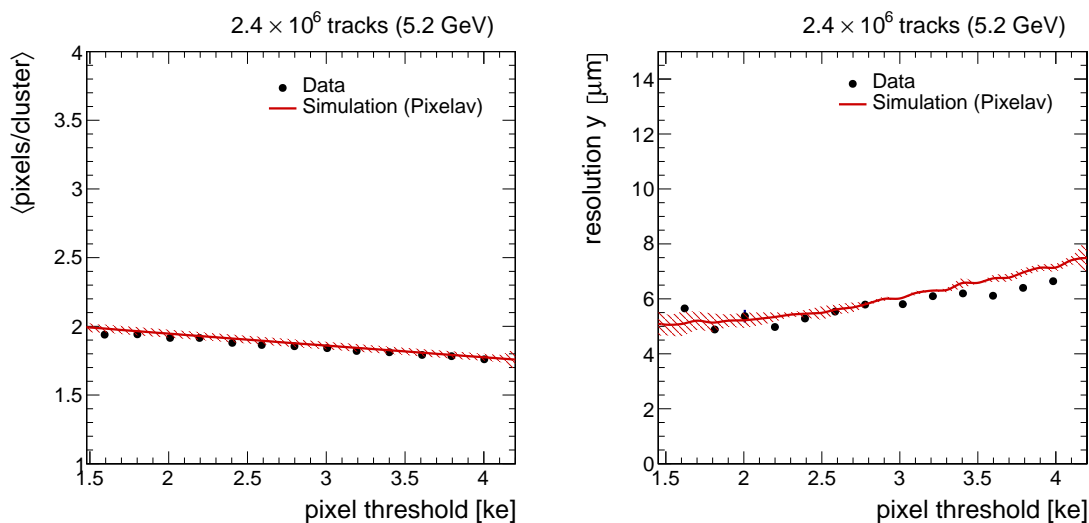 2.4 × 10⁶ tracks (5.2 GeV)
⟨pixels/cluster⟩
4
3.5
3
2.5
2
1.5
1
Data
Simulation (Pixelav)
1.5 2 2.5 3 3.5 4
pixel threshold [ke]
2.4 × 10⁶ tracks (5.2 GeV)
resolution y [μm]
14
12
10
8
6
4
2
0
Data
Simulation (Pixelav)
1.5 2 2.5 3 3.5 4
pixel threshold [ke]